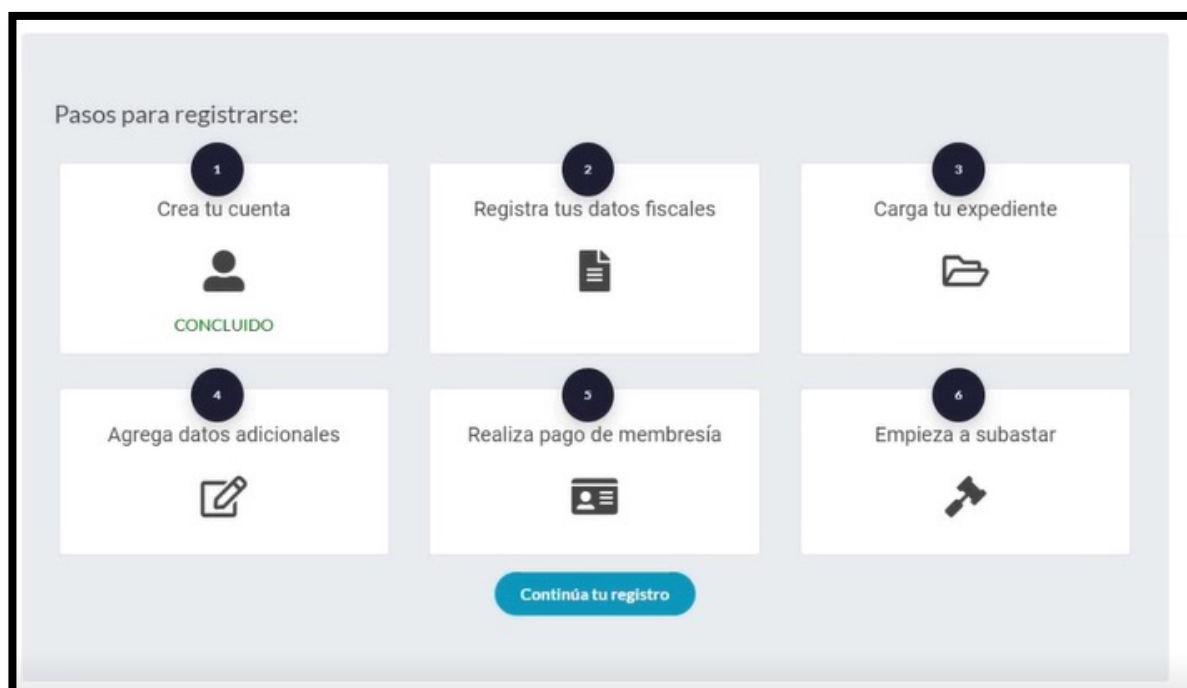 Pasos para registrarse:
1
Crea tu cuenta
CONCLUIDO
2
Registra tus datos fiscales
3
Carga tu expediente
4
Agrega datos adicionales
5
Realiza pago de membresía
6
Empieza a subastar
Continúa tu registro